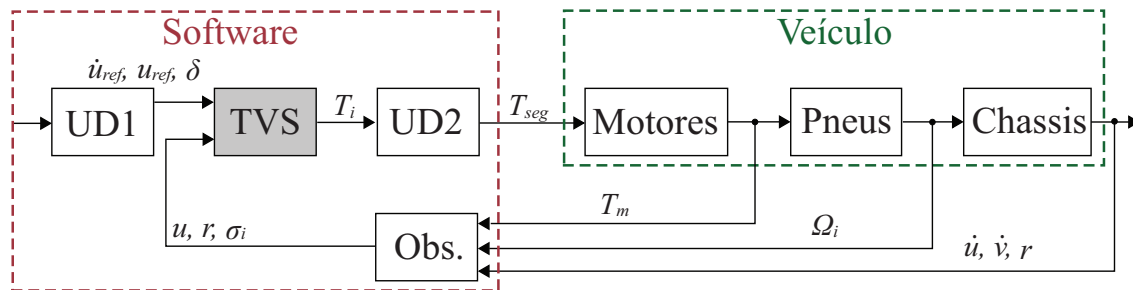 Software
Veículo
u̇ref, uref, δ
UD1
TVS
Ti
UD2
Tseg
Motores
Pneus
Chassis
Tm
u, r, σi
Obs.
Ωi
u̇, v̇, r